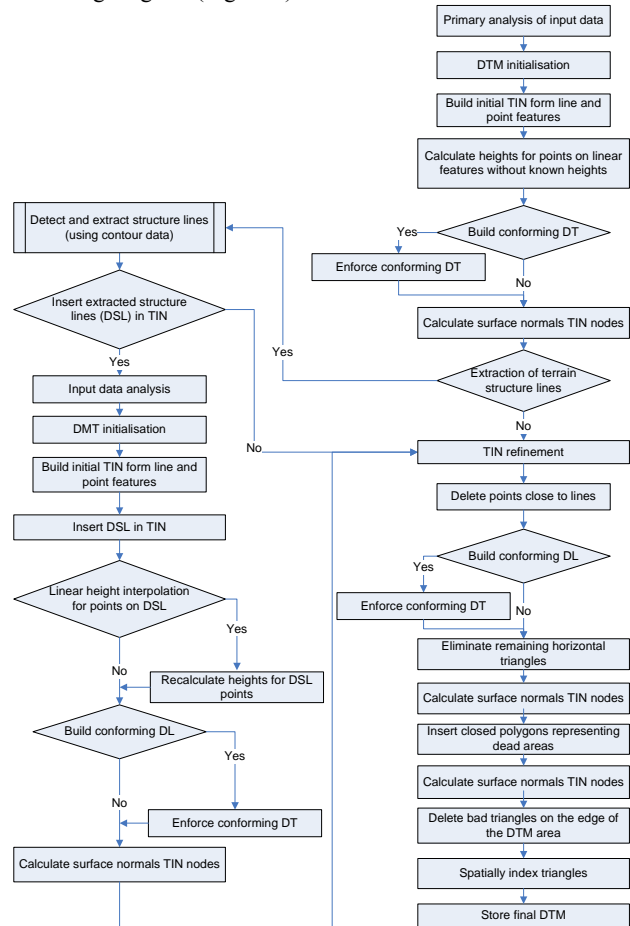 Primary analysis of input data
DTM initialisation
Build initial TIN form line and
point features
Calculate heights for points on linear
features without known heights
Build conforming DT
Yes
Enforce conforming DT
No
Calculate surface normals TIN nodes
Extraction of terrain
structure lines
Yes
No
Detect and extract structure lines
(using contour data)
Insert extracted structure
lines (DSL) in TIN
Yes
No
Input data analysis
DMT initialisation
Build initial TIN form line and
point features
Insert DSL in TIN
Linear height interpolation
for points on DSL
Yes
No
Recalculate heights for DSL
points
Build conforming DL
Yes
No
Enforce conforming DT
Calculate surface normals TIN nodes
TIN refinement
Delete points close to lines
Build conforming DL
Yes
Enforce conforming DT
No
Eliminate remaining horizontal
triangles
Calculate surface normals TIN nodes
Insert closed polygons representing
dead areas
Calculate surface normals TIN nodes
Delete bad triangles on the edge of
the DTM area
Spatially index triangles
Store final DTM